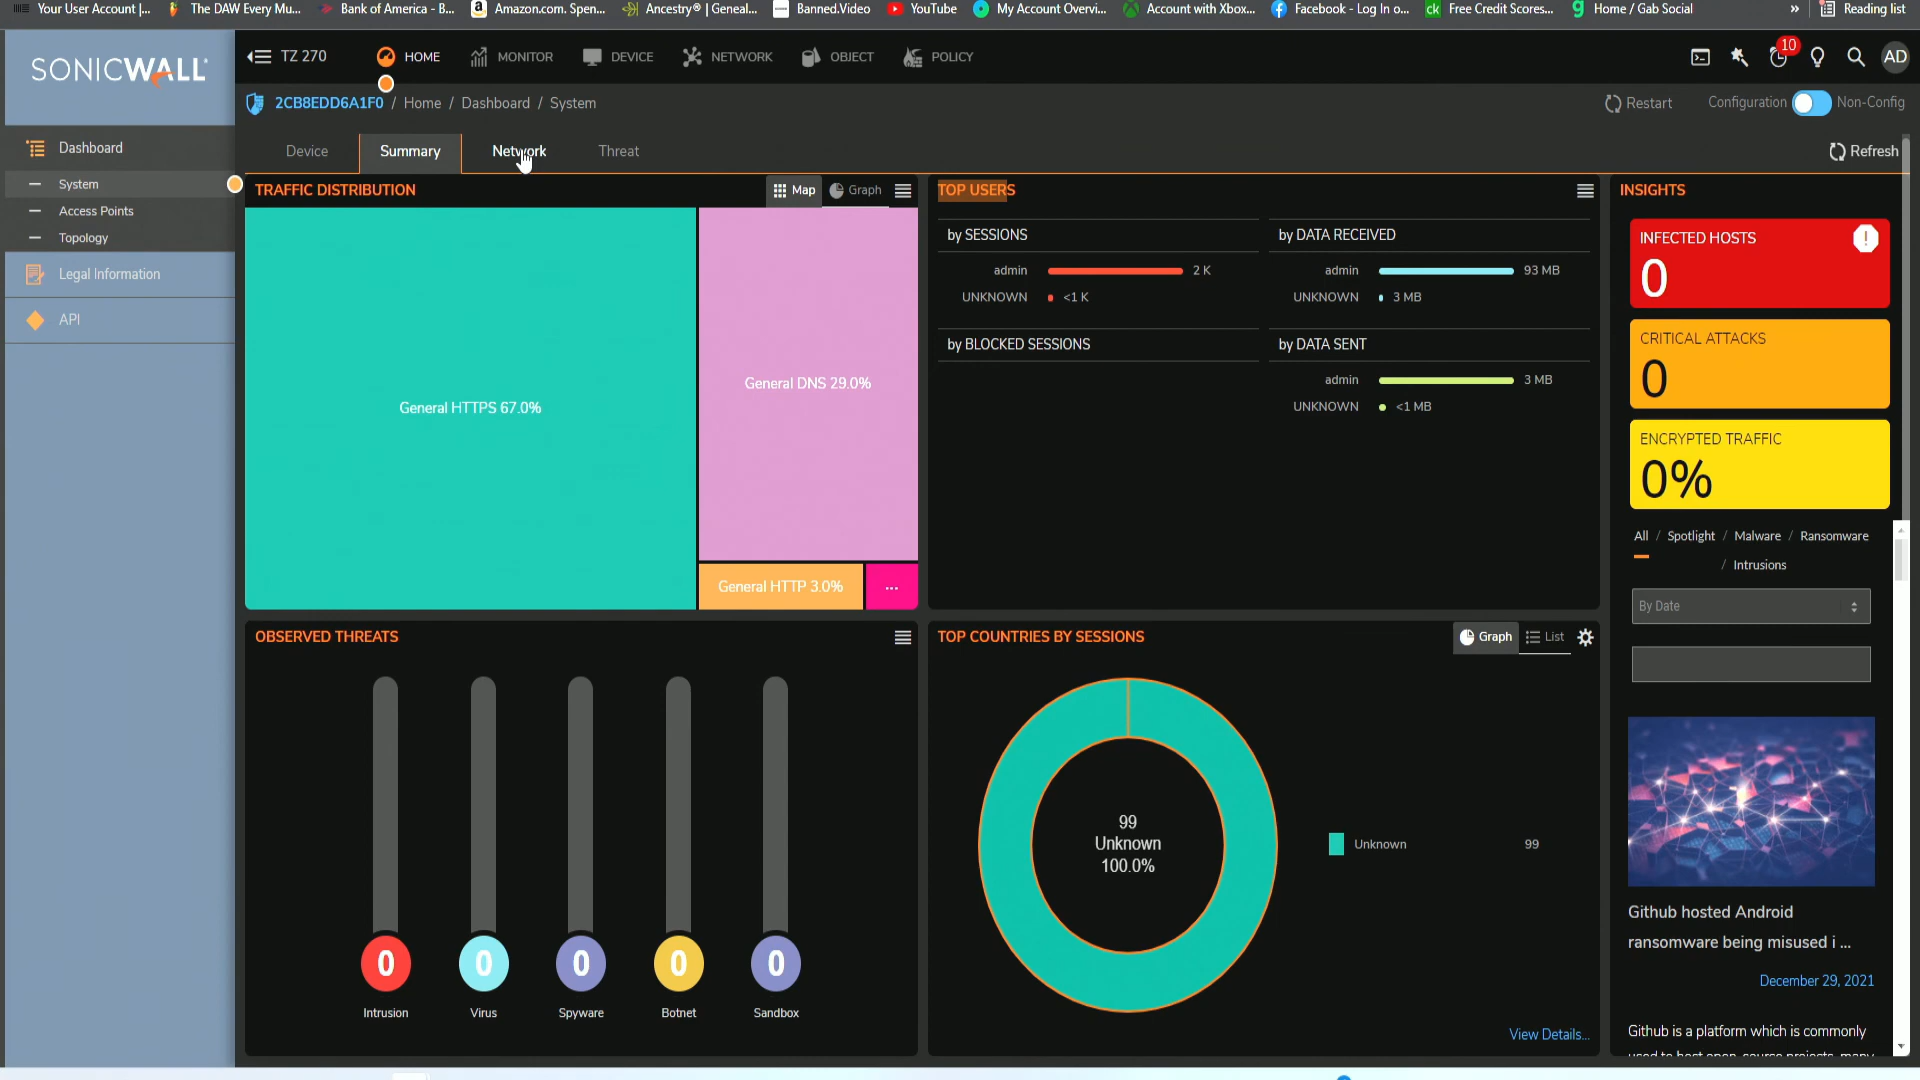 Your User Account |... The DAW Every Mu... Bank of America - B... Amazon.com. Spen... Ancestry® | Geneal... Banned.Video YouTube My Account Overvi... Account with Xbox... Facebook - Log In o... ck Free Credit Scores... Home / Gab Social » Reading list
SONICWALL
TZ 270 HOME MONITOR DEVICE NETWORK OBJECT POLICY 10 AD
2CB8EDD6A1F0 / Home / Dashboard / System Restart Configuration Non-Config
Dashboard
System
Access Points
Topology
Legal Information
API
Device Summary Network Threat Refresh
TRAFFIC DISTRIBUTION Map Graph
General HTTPS 67.0%
General DNS 29.0%
General HTTP 3.0%
...
TOP USERS
by SESSIONS
admin 2 K
UNKNOWN <1 K
by DATA RECEIVED
admin 93 MB
UNKNOWN 3 MB
by BLOCKED SESSIONS
by DATA SENT
admin 3 MB
UNKNOWN <1 MB
INSIGHTS
INFECTED HOSTS
!
0
CRITICAL ATTACKS
0
ENCRYPTED TRAFFIC
0%
All / Spotlight / Malware / Ransomware
/ Intrusions
By Date
OBSERVED THREATS
0 0 0 0 0
Intrusion Virus Spyware Botnet Sandbox
TOP COUNTRIES BY SESSIONS Graph List
99
Unknown
100.0%
Unknown 99
View Details...
Github hosted Android
ransomware being misused i ...
December 29, 2021
Github is a platform which is commonly
used to host open-source projects, many